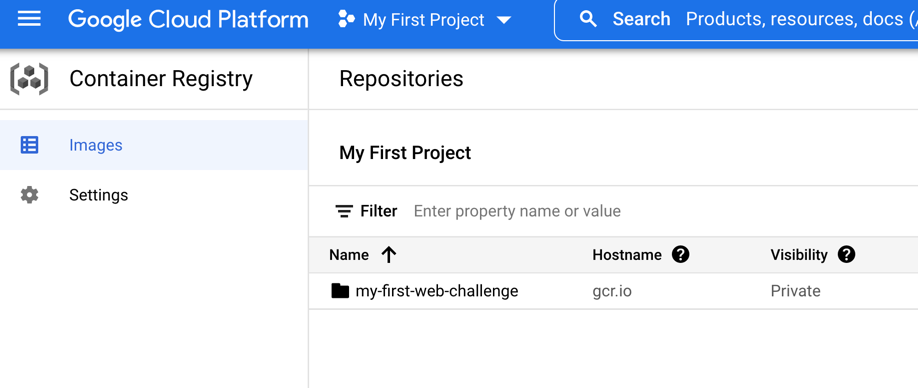 Google Cloud Platform My First Project Search Products, resources, docs (/
Container Registry
Repositories
Images
My First Project
Settings
Filter Enter property name or value
Name Hostname ? Visibility ?
my-first-web-challenge gcr.io Private